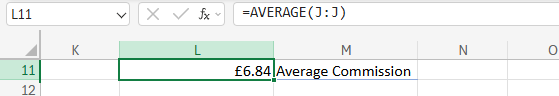 L11 fx =AVERAGE(J:J)
K L M N O
11 £6.84 Average Commission
12